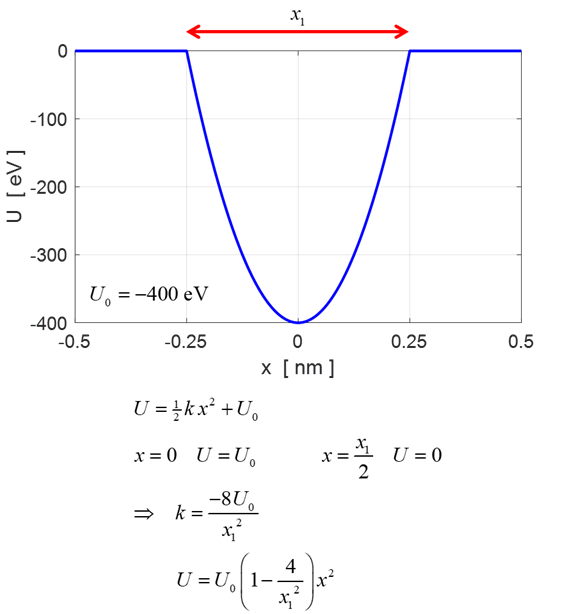 x₁
0
-100
-200
-300
-400
U [ eV ]
U₀ = −400 eV
-0.5 -0.25 0 0.25 0.5
x [ nm ]
U = ½ k x² + U₀
x = 0 U = U₀ x = x₁/2 U = 0
⇒ k = −8U₀/x₁²
U = U₀(1 − 4/x₁²)x²